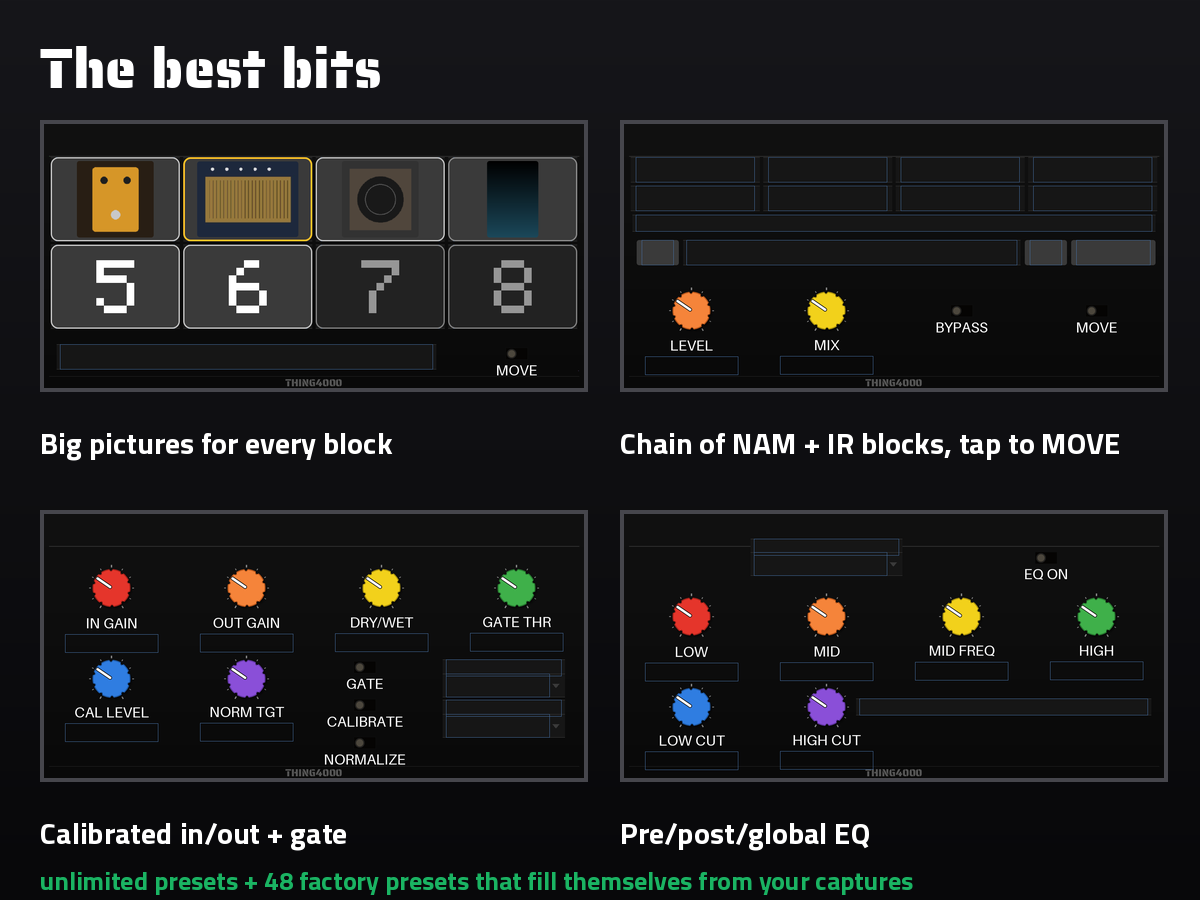 The best bits
5 6 7 8
MOVE
THING4000
LEVEL MIX BYPASS MOVE
THING4000
Big pictures for every block
Chain of NAM + IR blocks, tap to MOVE
IN GAIN OUT GAIN DRY/WET GATE THR
CAL LEVEL NORM TGT GATE
CALIBRATE
NORMALIZE
THING4000
EQ ON
LOW MID MID FREQ HIGH
LOW CUT HIGH CUT
THING4000
Calibrated in/out + gate
Pre/post/global EQ
unlimited presets + 48 factory presets that fill themselves from your captures